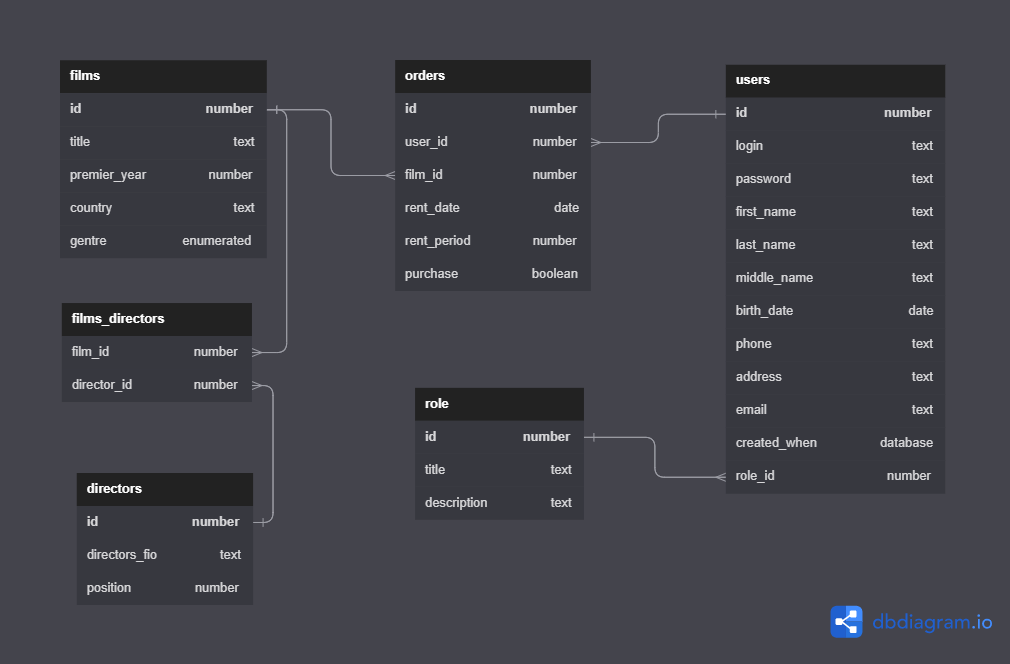 films
id number
title text
premier_year number
country text
gentre enumerated
orders
id number
user_id number
film_id number
rent_date date
rent_period number
purchase boolean
users
id number
login text
password text
first_name text
last_name text
middle_name text
birth_date date
phone text
address text
email text
created_when database
role_id number
films_directors
film_id number
director_id number
role
id number
title text
description text
directors
id number
directors_fio text
position number
dbdiagram.io